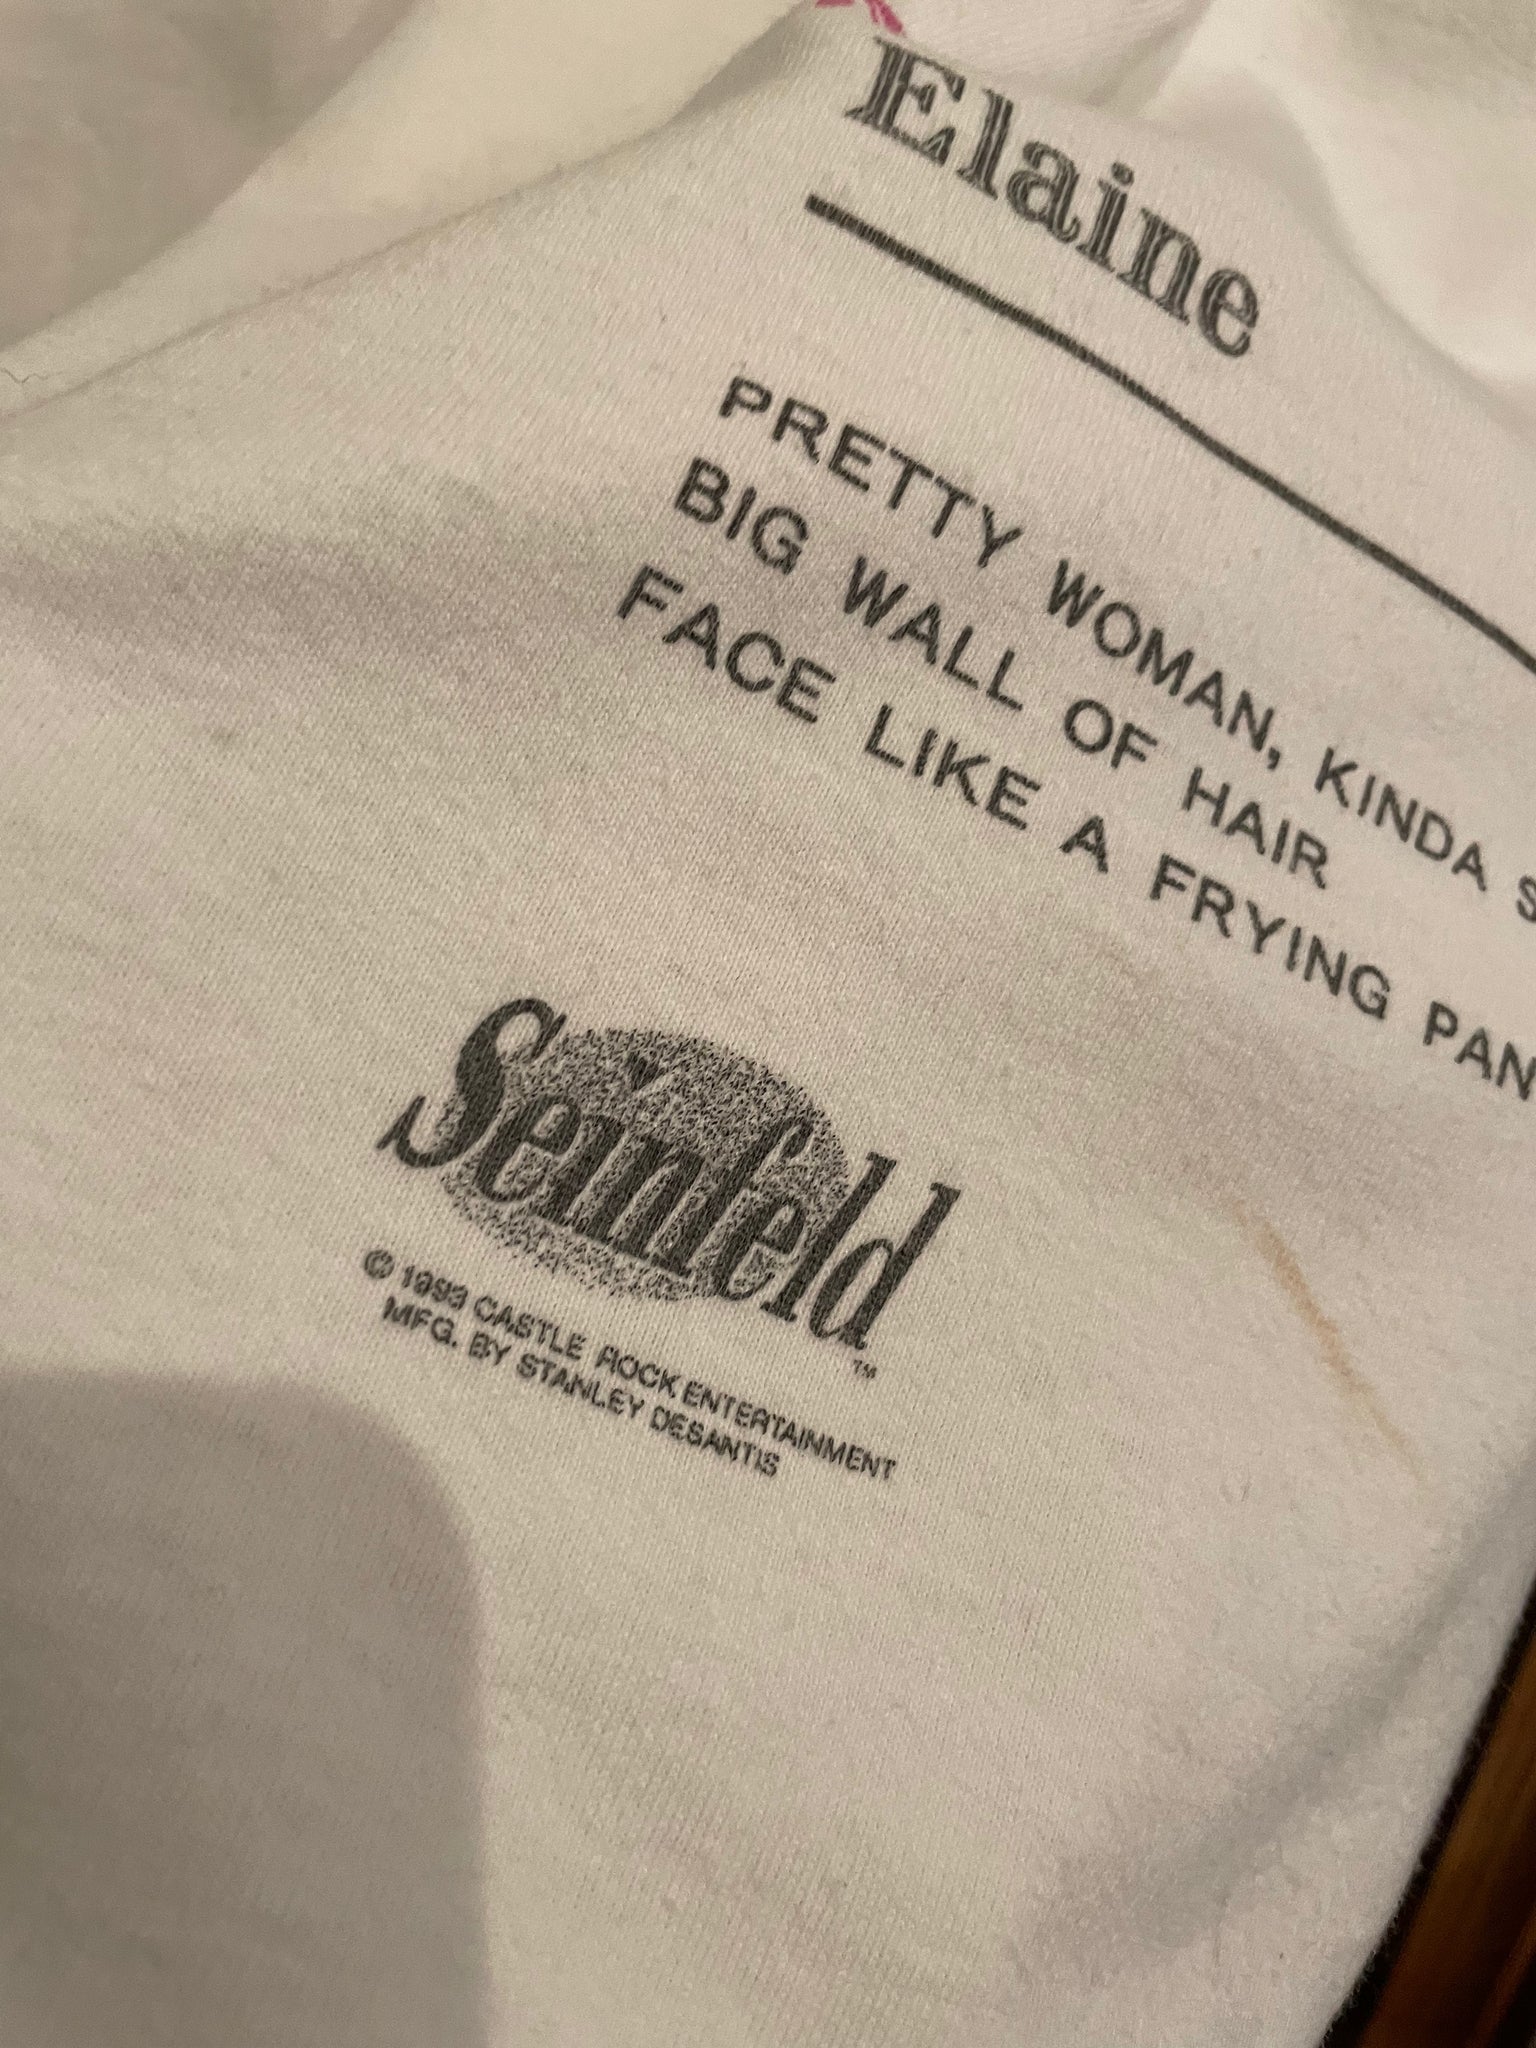 Elaine
PRETTY WOMAN, KINDA
BIG WALL OF HAIR
FACE LIKE A FRYING PAN
Seinfeld
™
© 1993 CASTLE ROCK ENTERTAINMENT
MFG. BY STANLEY DESANTIS